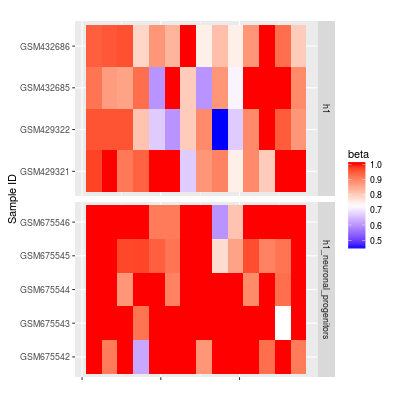 GSM432686
GSM432685
GSM429322
GSM429321
h1
GSM675546
GSM675545
GSM675544
GSM675543
GSM675542
h1_neuronal_progenitors
Sample ID
beta
1.0
0.9
0.8
0.7
0.6
0.5